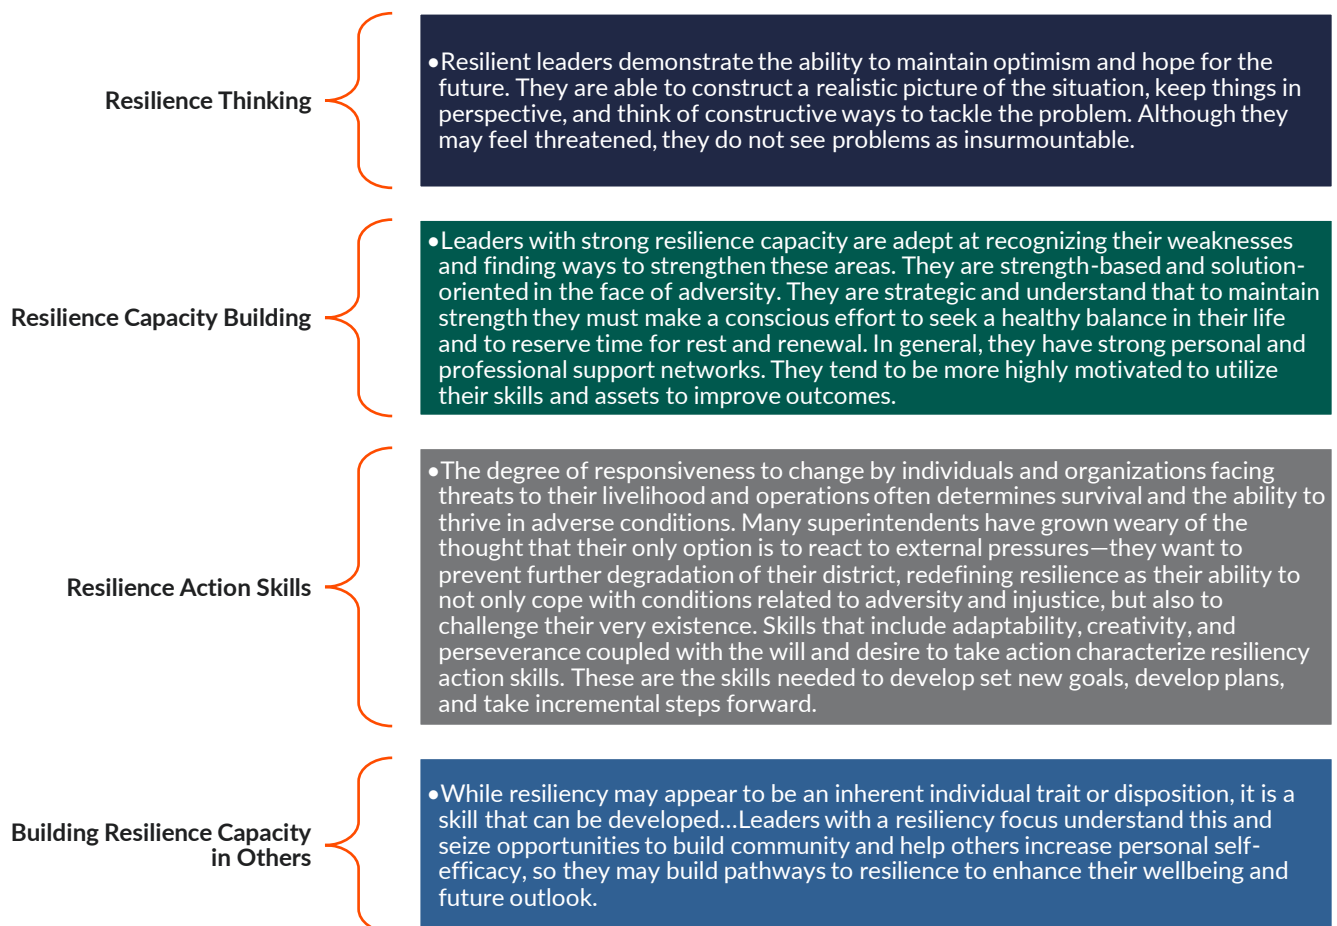 Resilience Thinking
•Resilient leaders demonstrate the ability to maintain optimism and hope for the
future. They are able to construct a realistic picture of the situation, keep things in
perspective, and think of constructive ways to tackle the problem. Although they
may feel threatened, they do not see problems as insurmountable.
Resilience Capacity Building
•Leaders with strong resilience capacity are adept at recognizing their weaknesses
and finding ways to strengthen these areas. They are strength-based and solution-
oriented in the face of adversity. They are strategic and understand that to maintain
strength they must make a conscious effort to seek a healthy balance in their life
and to reserve time for rest and renewal. In general, they have strong personal and
professional support networks. They tend to be more highly motivated to utilize
their skills and assets to improve outcomes.
Resilience Action Skills
•The degree of responsiveness to change by individuals and organizations facing
threats to their livelihood and operations often determines survival and the ability to
thrive in adverse conditions. Many superintendents have grown weary of the
thought that their only option is to react to external pressures—they want to
prevent further degradation of their district, redefining resilience as their ability to
not only cope with conditions related to adversity and injustice, but also to
challenge their very existence. Skills that include adaptability, creativity, and
perseverance coupled with the will and desire to take action characterize resiliency
action skills. These are the skills needed to develop set new goals, develop plans,
and take incremental steps forward.
Building Resilience Capacity
in Others
•While resiliency may appear to be an inherent individual trait or disposition, it is a
skill that can be developed...Leaders with a resiliency focus understand this and
seize opportunities to build community and help others increase personal self-
efficacy, so they may build pathways to resilience to enhance their wellbeing and
future outlook.